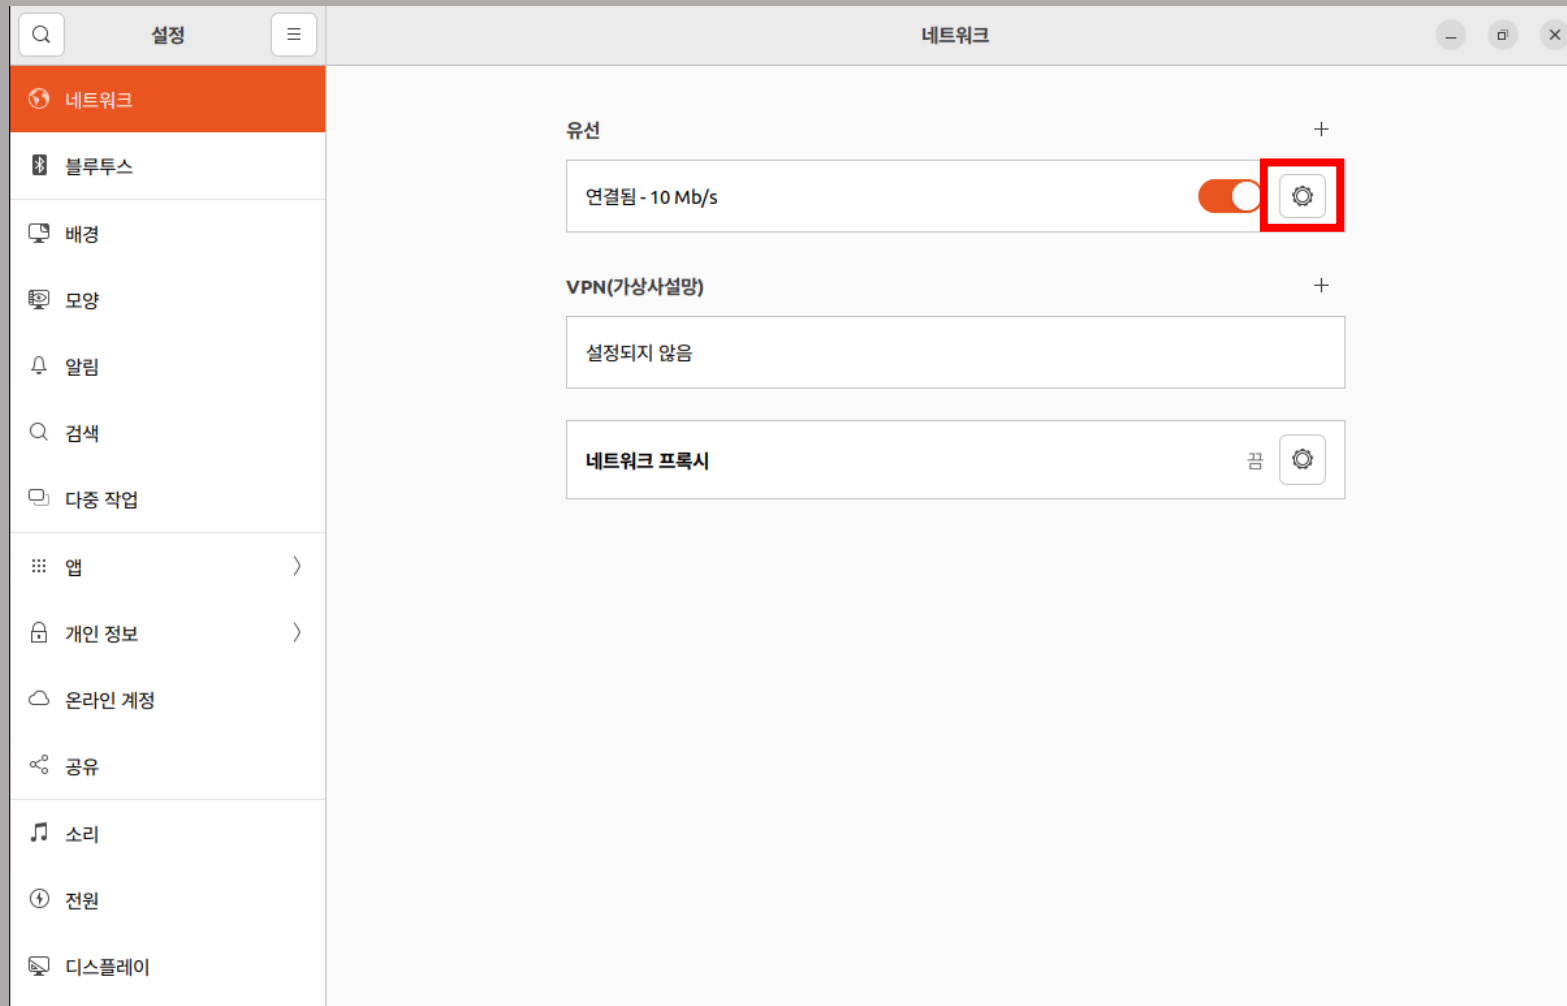 설정
네트워크
네트워크
블루투스
배경
모양
알림
검색
다중 작업
앱
개인 정보
온라인 계정
공유
소리
전원
디스플레이
유선
연결됨 - 10 Mb/s
VPN(가상사설망)
설정되지 않음
네트워크 프록시 끔